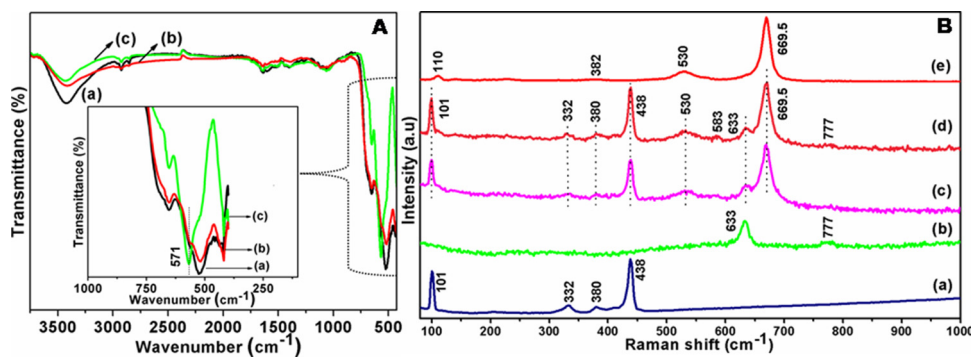 A
(c)
(b)
(a)
Transmittance (%)
Transmittance (%)
571
(c)
(b)
(a)
1000
750
500
250
Wavenumber (cm-1)
3500
3000
2500
2000
1500
1000
500
Wavenumber (cm-1)
B
Intensity (a.u)
110
382
530
669.5
(e)
101
332
380
438
530
583
633
669.5
777
(d)
(c)
633
777
(b)
101
332
380
438
(a)
100
200
300
400
500
600
700
800
900
1000
Raman shift (cm-1)